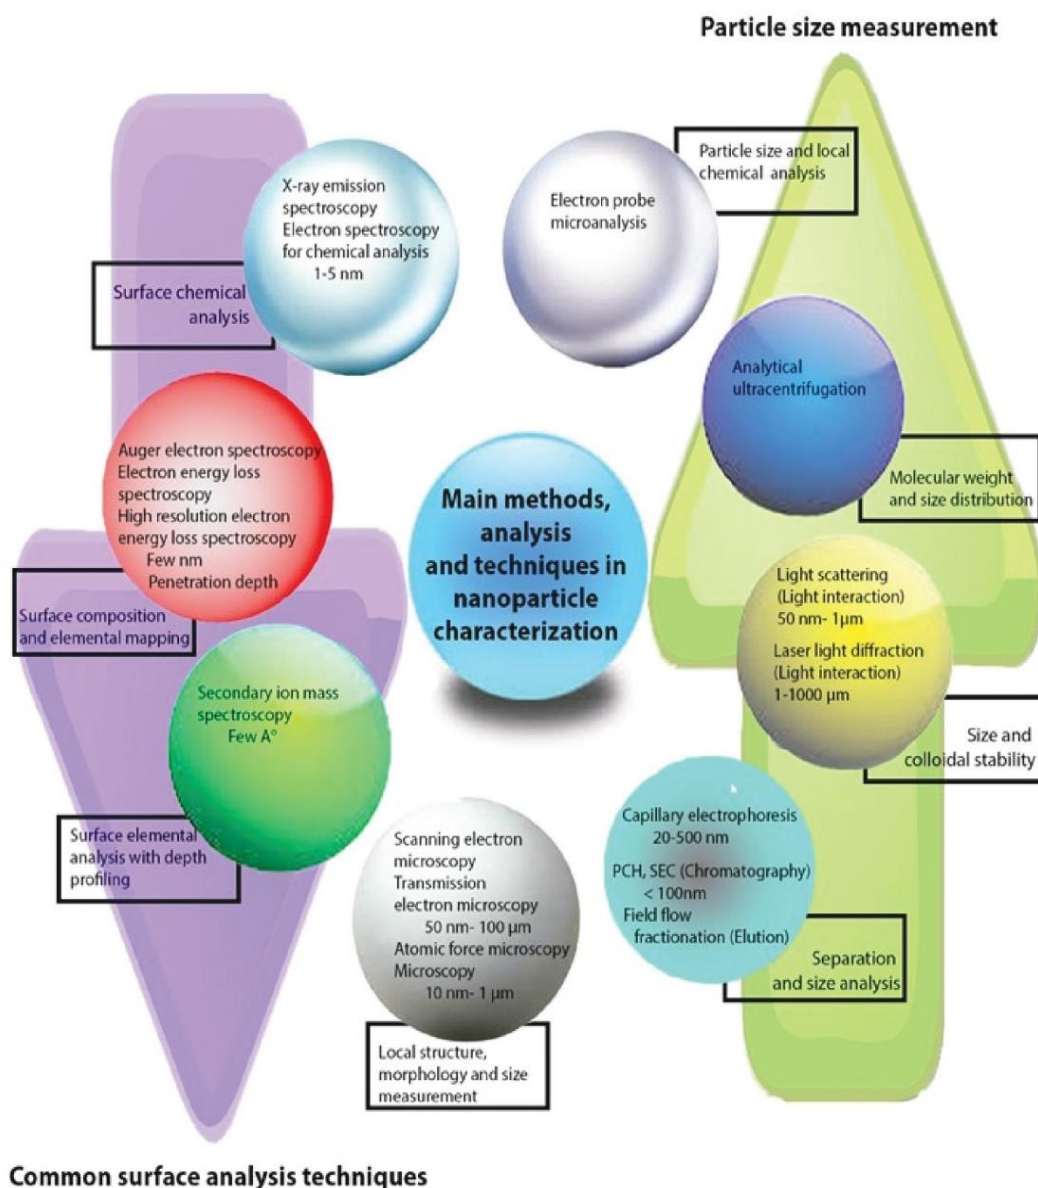 Particle size measurement
X-ray emission
spectroscopy
Electron spectroscopy
for chemical analysis
1-5 nm
Surface chemical
analysis
Electron probe
microanalysis
Particle size and local
chemical analysis
Auger electron spectroscopy
Electron energy loss
spectroscopy
High resolution electron
energy loss spectroscopy
Few nm
Penetration depth
Surface composition
and elemental mapping
Main methods,
analysis
and techniques in
nanoparticle
characterization
Analytical
ultracentrifugation
Molecular weight
and size distribution
Light scattering
(Light interaction)
50 nm- 1µm
Laser light diffraction
(Light interaction)
1-1000 µm
Size and
colloidal stability
Secondary ion mass
spectroscopy
Few A°
Surface elemental
analysis with depth
profiling
Scanning electron
microscopy
Transmission
electron microscopy
50 nm- 100 µm
Atomic force microscopy
Microscopy
10 nm- 1 µm
Local structure,
morphology and size
measurement
Capillary electrophoresis
20-500 nm
PCH, SEC (Chromatography)
< 100nm
Field flow
fractionation (Elution)
Separation
and size analysis
Common surface analysis techniques